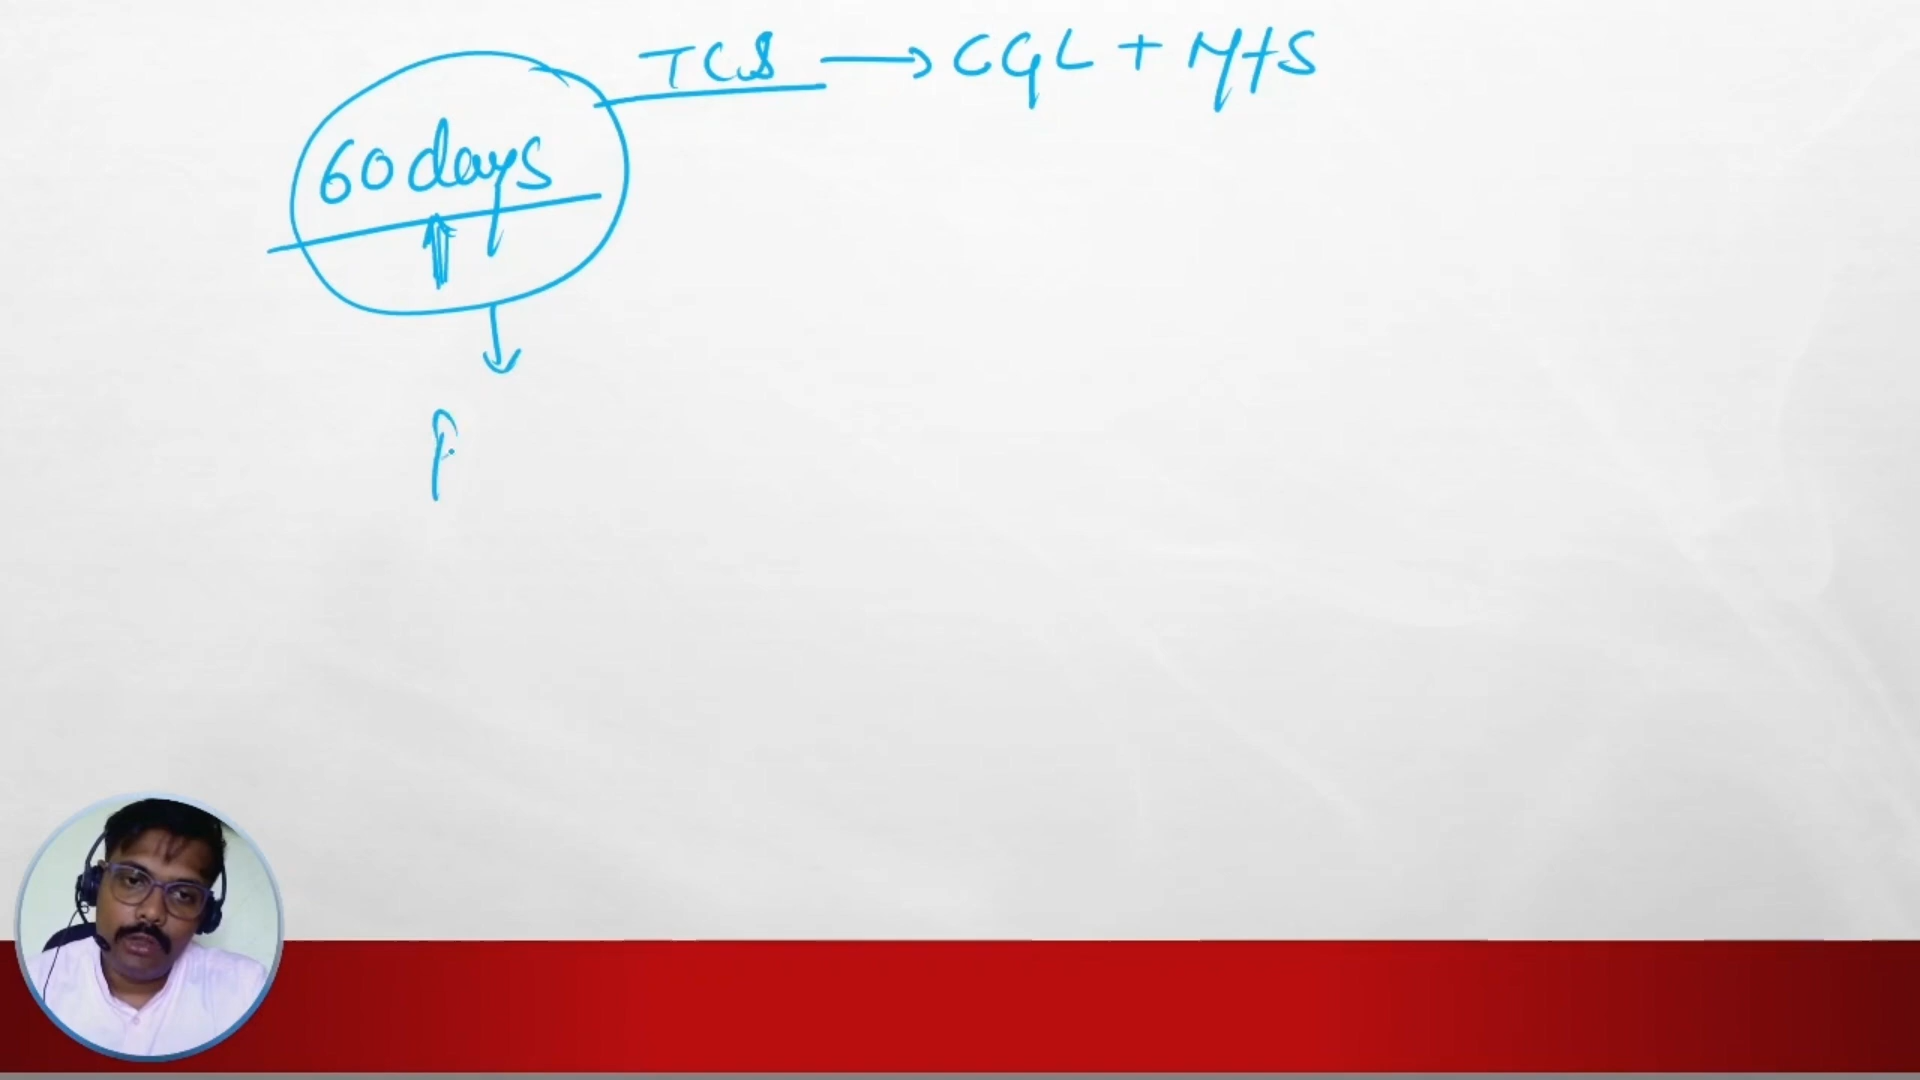 TCS → CGL + MTS
60 days
P